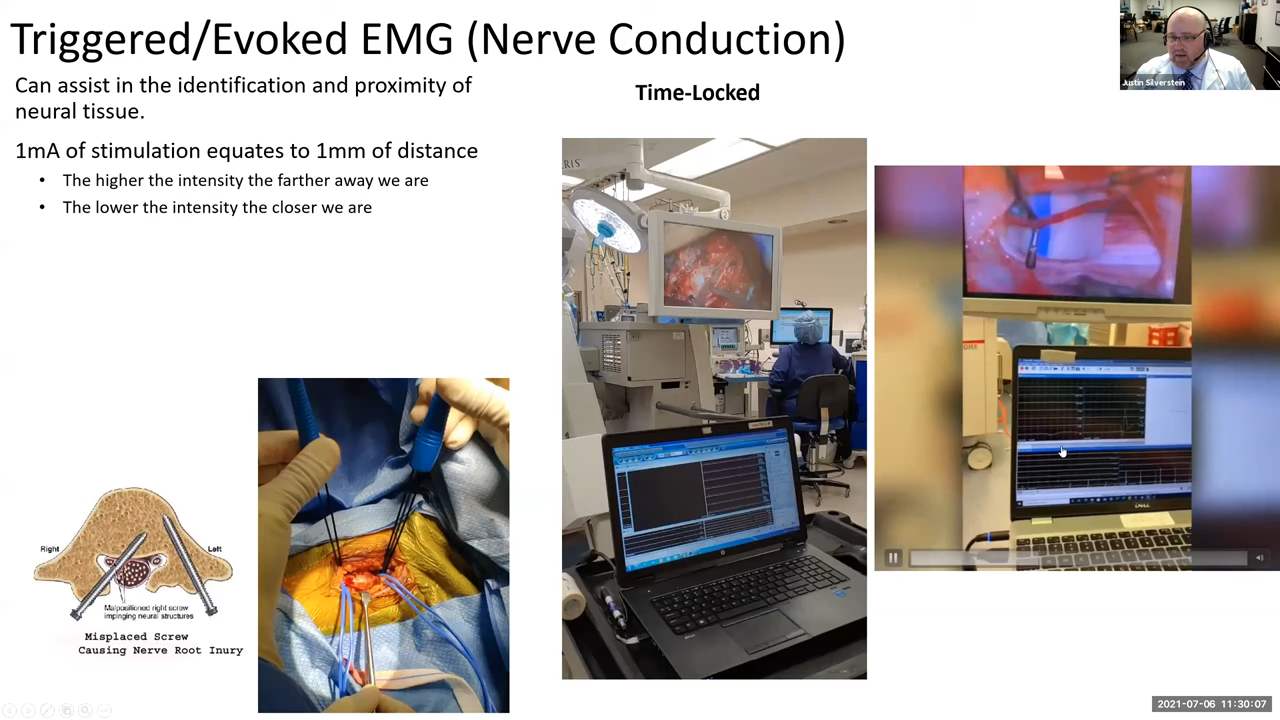 Triggered/Evoked EMG (Nerve Conduction)
Can assist in the identification and proximity of
neural tissue.
1mA of stimulation equates to 1mm of distance
• The higher the intensity the farther away we are
• The lower the intensity the closer we are
Time-Locked
Justin Silverstein
Right
Left
Malpositioned right screw
impinging neural structures
Misplaced Screw
Causing Nerve Root Inury
DELL
2021-07-06 11:30:07